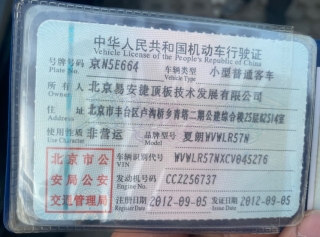 中华人民共和国机动车行驶证
Vehicle License of the People's Republic of China
号牌号码 京N5E664 车辆类型 小型普通客车
Plate No. Vehicle Type
所有人 北京易安捷顶板技术发展有限公司
Owner
住址 北京市丰台区卢沟桥乡青塔二期公建综合楼25层B2514室
Address
使用性质 非营运 品牌型号 夏朗WVWLR57N
Use Character Model
北京市公安局公安交通管理局
车辆识别代号 WVWLR57NXCV045276
VIN
发动机号码 CCZ256737
Engine No.
注册日期 2012-09-05 发证日期 2012-09-05
Register Date Issue Date